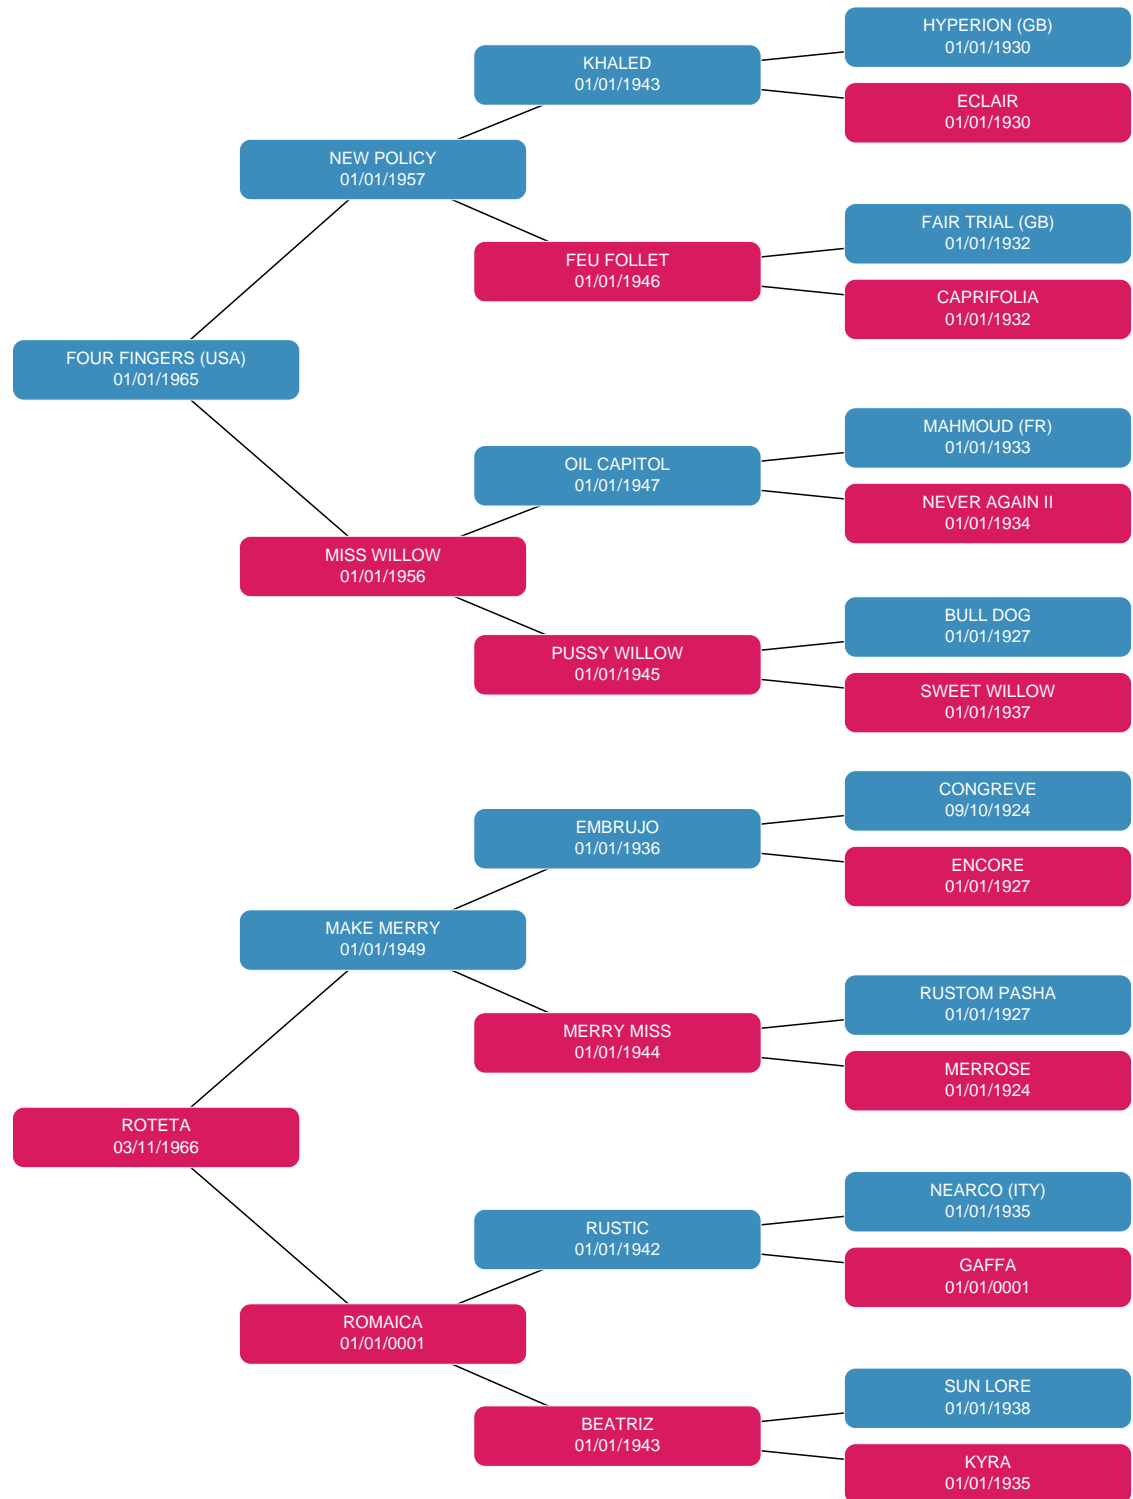 HYPERION (GB)
01/01/1930
KHALED
01/01/1943
ECLAIR
01/01/1930
NEW POLICY
01/01/1957
FAIR TRIAL (GB)
01/01/1932
FEU FOLLET
01/01/1946
CAPRIFOLIA
01/01/1932
FOUR FINGERS (USA)
01/01/1965
MAHMOUD (FR)
01/01/1933
OIL CAPITOL
01/01/1947
NEVER AGAIN II
01/01/1934
MISS WILLOW
01/01/1956
BULL DOG
01/01/1927
PUSSY WILLOW
01/01/1945
SWEET WILLOW
01/01/1937
CONGREVE
09/10/1924
EMBRUJO
01/01/1936
ENCORE
01/01/1927
MAKE MERRY
01/01/1949
RUSTOM PASHA
01/01/1927
MERRY MISS
01/01/1944
MERROSE
01/01/1924
ROTETA
03/11/1966
NEARCO (ITY)
01/01/1935
RUSTIC
01/01/1942
GAFFA
01/01/0001
ROMAICA
01/01/0001
SUN LORE
01/01/1938
BEATRIZ
01/01/1943
KYRA
01/01/1935